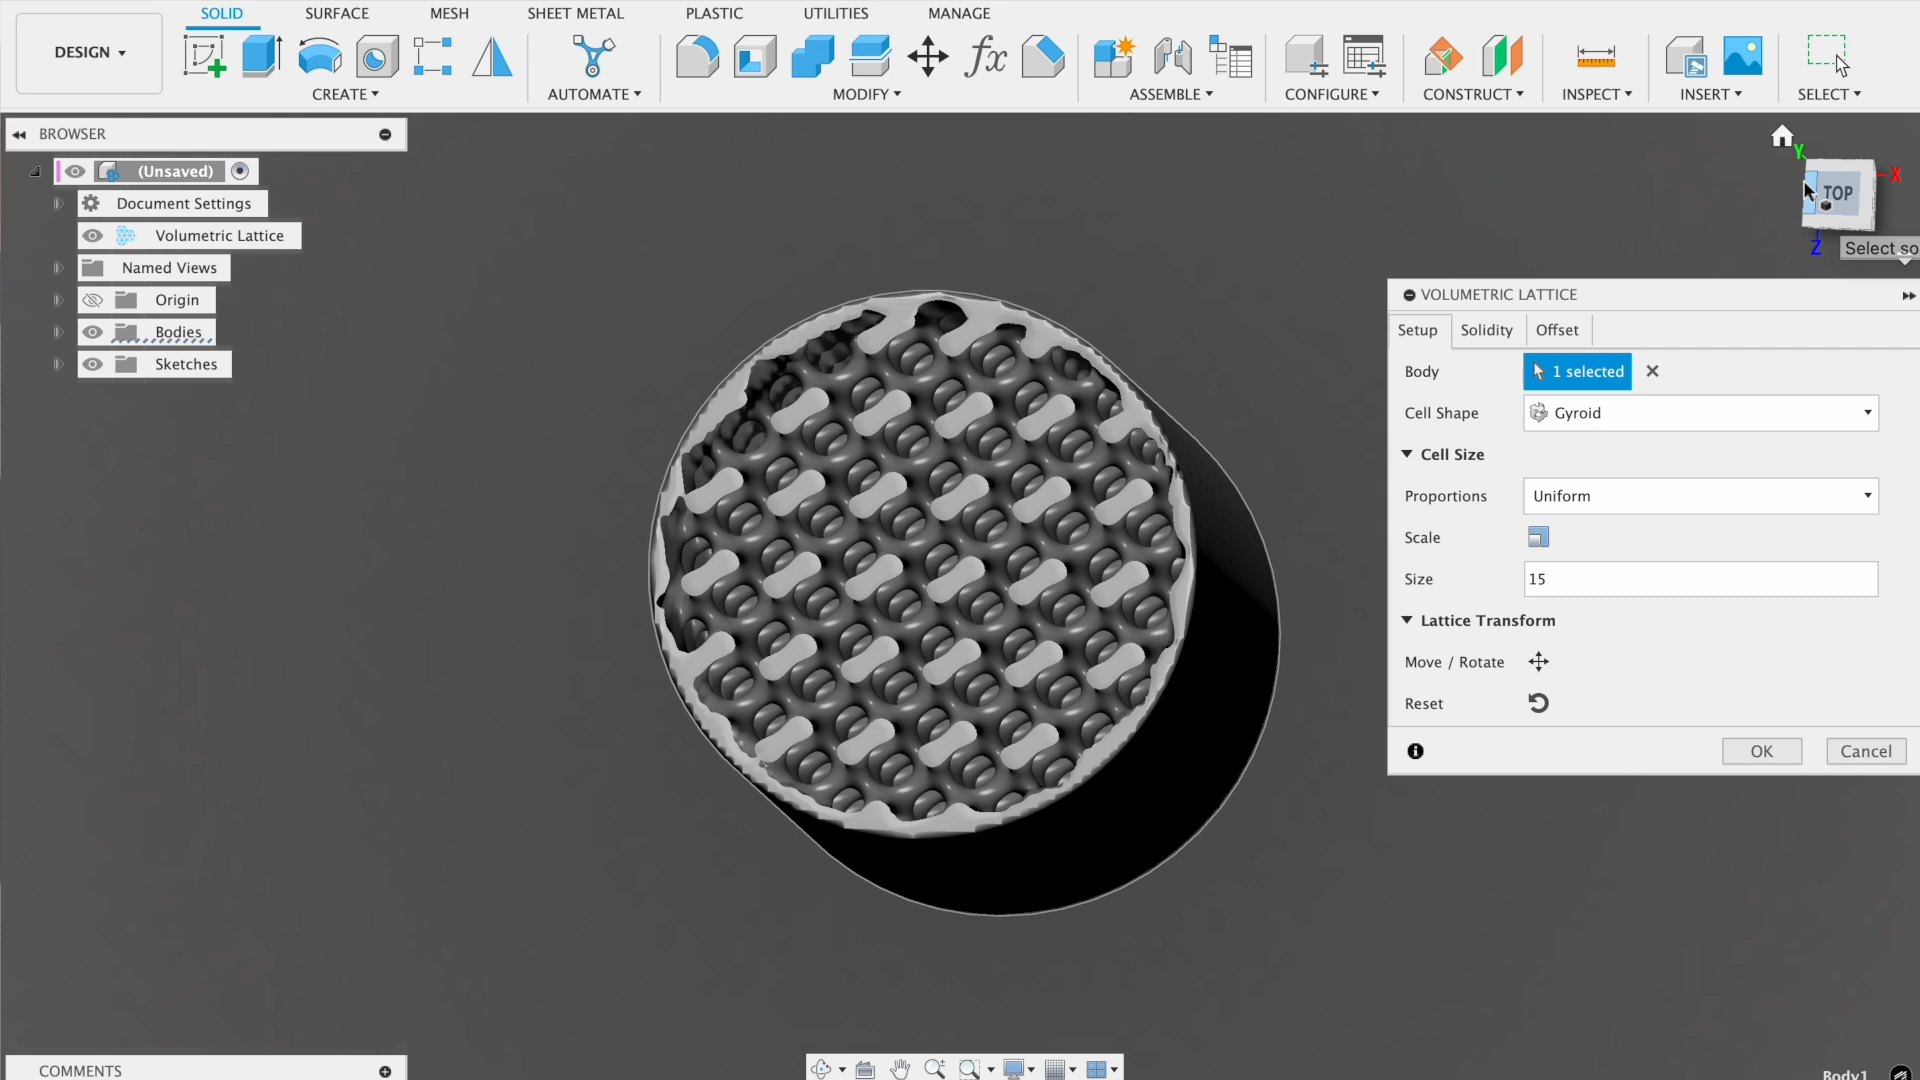 SOLID SURFACE MESH SHEET METAL PLASTIC UTILITIES MANAGE
DESIGN
fx
CREATE AUTOMATE MODIFY ASSEMBLE CONFIGURE CONSTRUCT INSPECT INSERT SELECT
BROWSER
(Unsaved)
Document Settings
Volumetric Lattice
Named Views
Origin
Bodies
Sketches
Y
X
TOP
Z
Select so
VOLUMETRIC LATTICE
Setup Solidity Offset
Body 1 selected
Cell Shape Gyroid
Cell Size
Proportions Uniform
Scale
Size 15
Lattice Transform
Move / Rotate
Reset
OK Cancel
COMMENTS
Body1